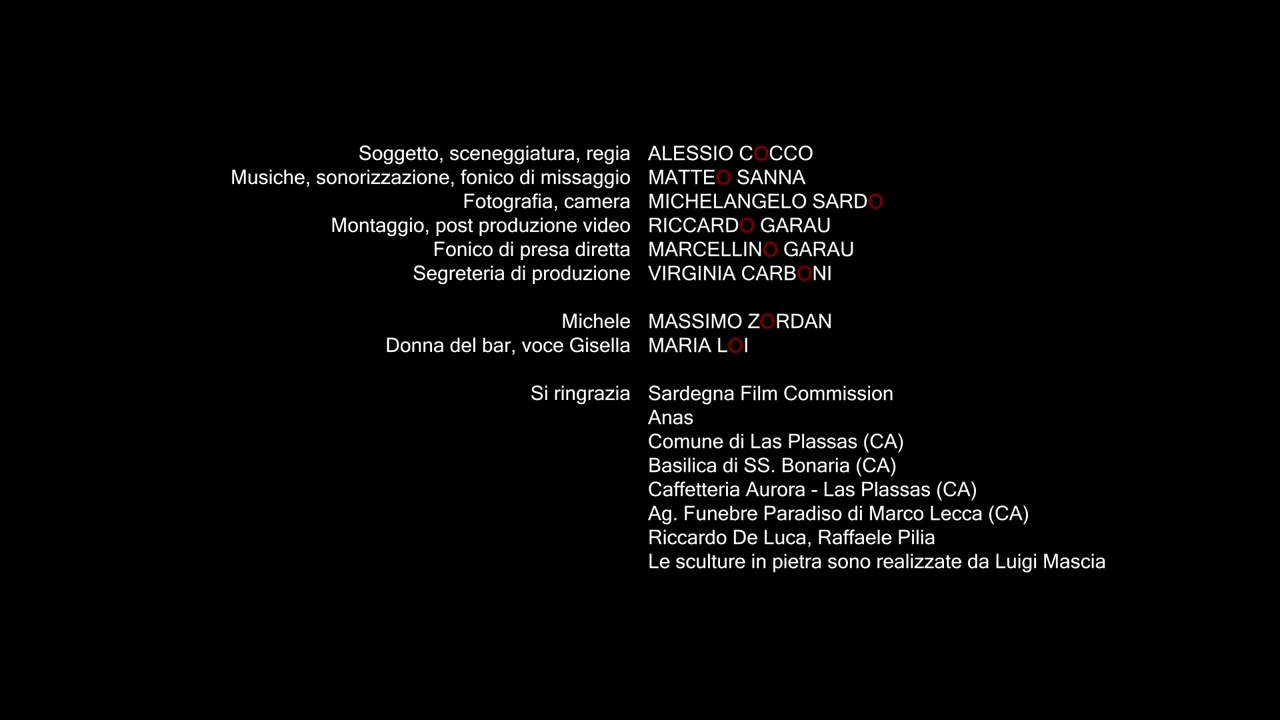 Soggetto, sceneggiatura, regia ALESSIO COCCO
Musiche, sonorizzazione, fonico di missaggio MATTEO SANNA
Fotografia, camera MICHELANGELO SARDO
Montaggio, post produzione video RICCARDO GARAU
Fonico di presa diretta MARCELLINO GARAU
Segreteria di produzione VIRGINIA CARBONI
Michele MASSIMO ZORDAN
Donna del bar, voce Gisella MARIA LOI
Si ringrazia Sardegna Film Commission
Anas
Comune di Las Plassas (CA)
Basilica di SS. Bonaria (CA)
Caffetteria Aurora - Las Plassas (CA)
Ag. Funebre Paradiso di Marco Lecca (CA)
Riccardo De Luca, Raffaele Pilia
Le sculture in pietra sono realizzate da Luigi Mascia